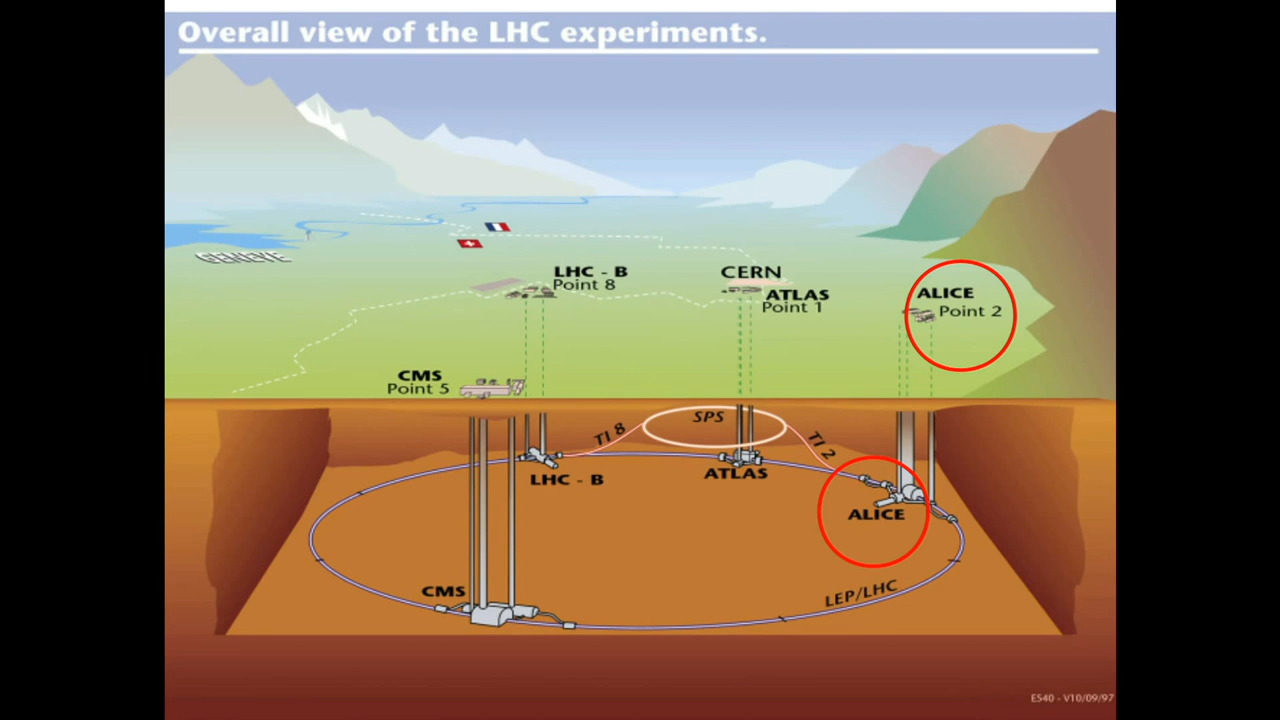 Overall view of the LHC experiments.
GENEVE
LHC - B
Point 8
CERN
ATLAS
Point 1
ALICE
Point 2
CMS
Point 5
SPS
TI 8
TI 2
LHC - B
ATLAS
ALICE
CMS
LEP/LHC
ES40 - V10/09/97